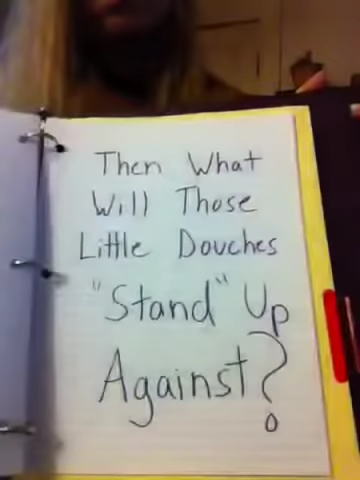 Then What
Will Those
Little Douches
"Stand" Up
Against?